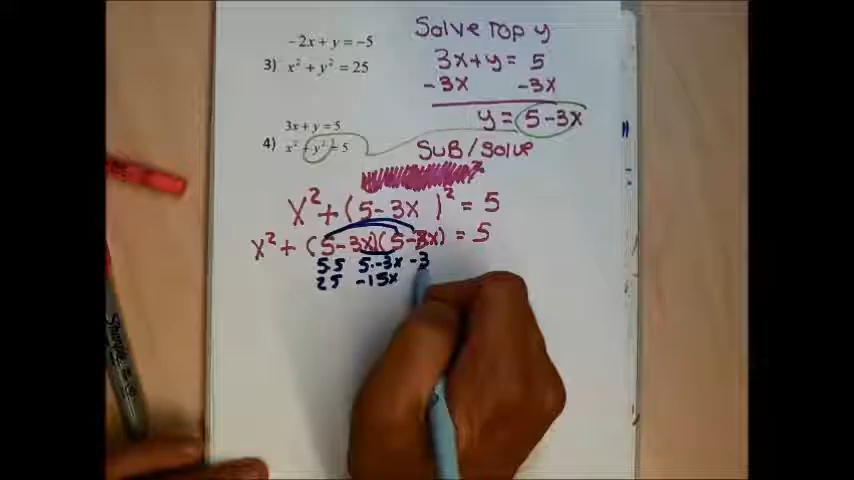 -2x + y = -5
3) x² + y² = 25
3x + y = 5
4) x² + y² = 5
Solve Top y
3x+y = 5
-3x -3x
y = 5-3x
SUB/Solve
x² + (5-3x )² = 5
x² + (5-3x)(5-3x) = 5
5·5 5·-3x -3
25 -15x